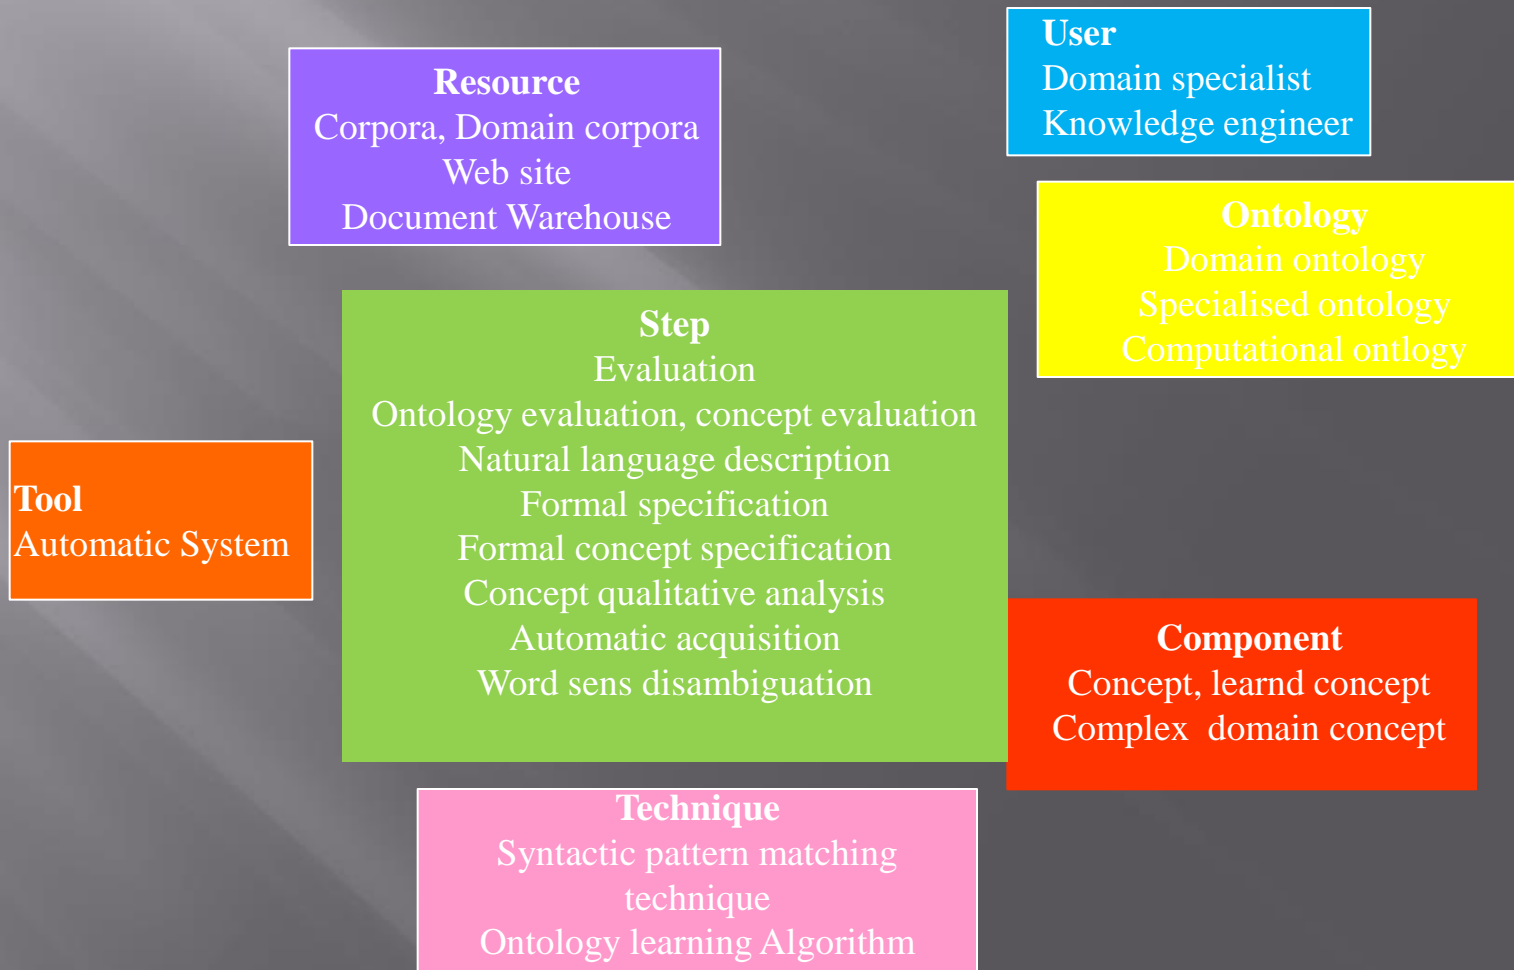 User
Domain specialist
Knowledge engineer
Resource
Corpora, Domain corpora
Web site
Document Warehouse
Ontology
Domain ontology
Specialised ontology
Computational ontlogy
Step
Evaluation
Ontology evaluation, concept evaluation
Natural language description
Formal specification
Formal concept specification
Concept qualitative analysis
Automatic acquisition
Word sens disambiguation
Tool
Automatic System
Component
Concept, learnd concept
Complex domain concept
Technique
Syntactic pattern matching
technique
Ontology learning Algorithm